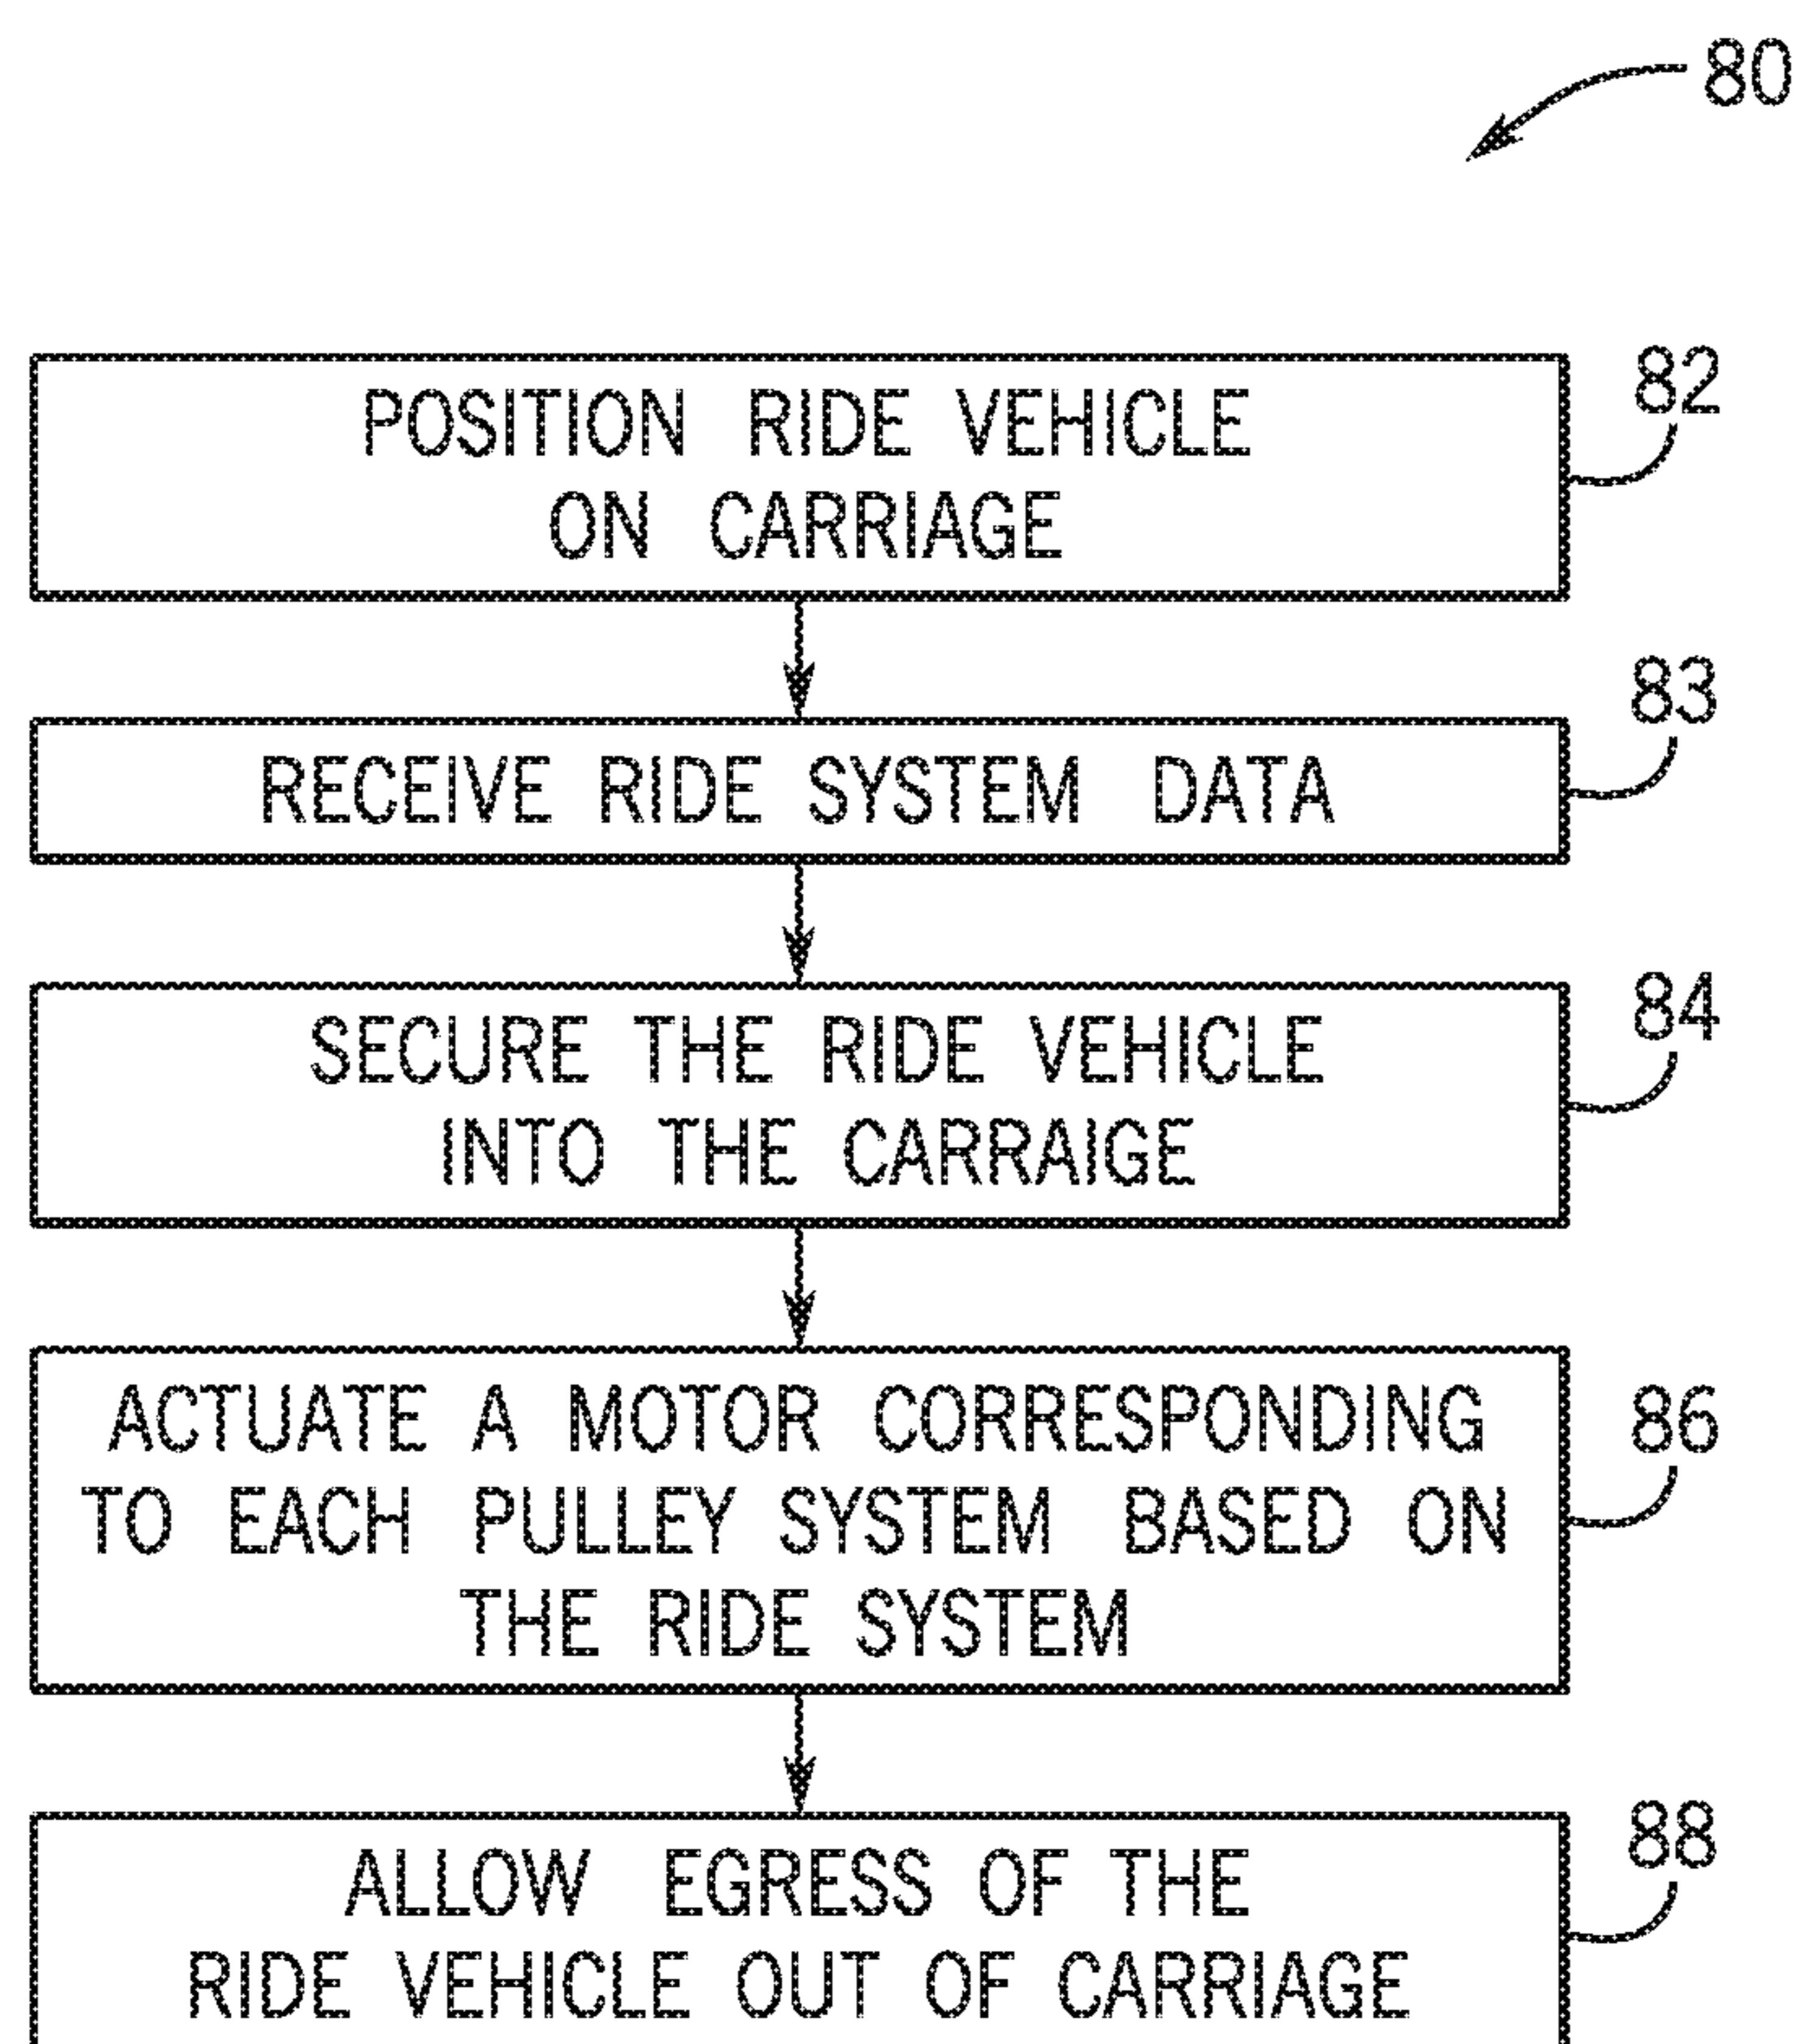 80
POSITION RIDE VEHICLE
ON CARRIAGE
82
RECEIVE RIDE SYSTEM DATA
83
SECURE THE RIDE VEHICLE
INTO THE CARRAIGE
84
ACTUATE A MOTOR CORRESPONDING
TO EACH PULLEY SYSTEM BASED ON
THE RIDE SYSTEM
86
ALLOW EGRESS OF THE
RIDE VEHICLE OUT OF CARRIAGE
88